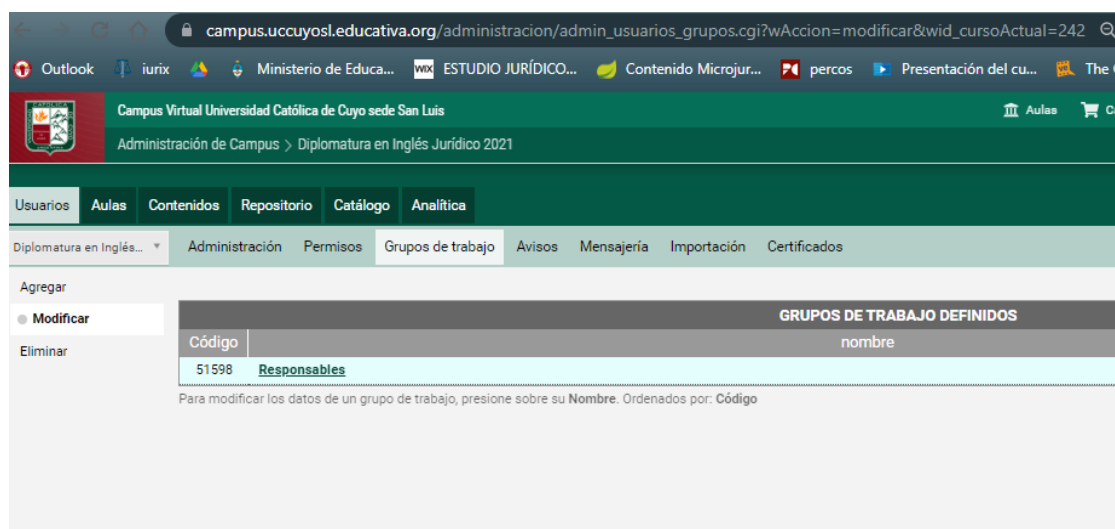 campus.uccuyosl.educativa.org/administracion/admin_usuarios_grupos.cgi?wAccion=modificar&wid_cursoActual=242
Outlook iurix Ministerio de Educa... WIX ESTUDIO JURÍDICO... Contenido Microjur... percos Presentación del cu... The
Campus Virtual Universidad Católica de Cuyo sede San Luis Aulas
Administración de Campus > Diplomatura en Inglés Jurídico 2021
Usuarios Aulas Contenidos Repositorio Catálogo Analítica
Diplomatura en Inglés... Administración Permisos Grupos de trabajo Avisos Mensajería Importación Certificados
Agregar
Modificar
Eliminar
GRUPOS DE TRABAJO DEFINIDOS
Código nombre
51598 Responsables
Para modificar los datos de un grupo de trabajo, presione sobre su Nombre. Ordenados por: Código